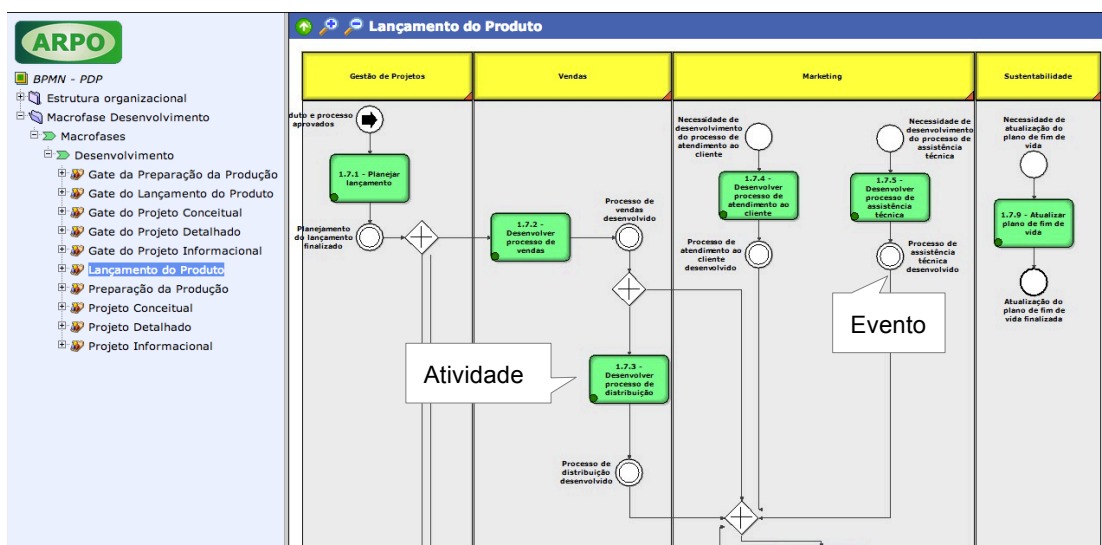 ARPO
BPMN - PDP
Estrutura organizacional
Macrofase Desenvolvimento
Macrofases
Desenvolvimento
Gate da Preparação da Produção
Gate do Lançamento do Produto
Gate do Projeto Conceitual
Gate do Projeto Detalhado
Gate do Projeto Informacional
Lançamento do Produto
Preparação da Produção
Projeto Conceitual
Projeto Detalhado
Projeto Informacional
Lançamento do Produto
Gestão de Projetos
Vendas
Marketing
Sustentabilidade
duto e processo
aprovados
1.7.1 - Planejar
lançamento
Planejamento
do lançamento
finalizado
1.7.2 -
Desenvolver
processo de
vendas
Processo de
vendas
desenvolvido
Atividade
1.7.3 -
Desenvolver
processo de
distribuição
Processo de
distribuição
desenvolvido
Necessidade de
desenvolvimento
do processo de
atendimento ao
cliente
1.7.4 -
Desenvolver
processo de
atendimento ao
cliente
Processo de
atendimento ao
cliente
desenvolvido
Necessidade de
desenvolvimento
do processo de
assistência
técnica
1.7.5 -
Desenvolver
processo de
assistência
técnica
Processo de
assistência
técnica
desenvolvido
Evento
Necessidade de
atualização do
plano de fim de
vida
1.7.9 - Atualizar
plano de fim de
vida
Atualização do
plano de fim de
vida finalizada